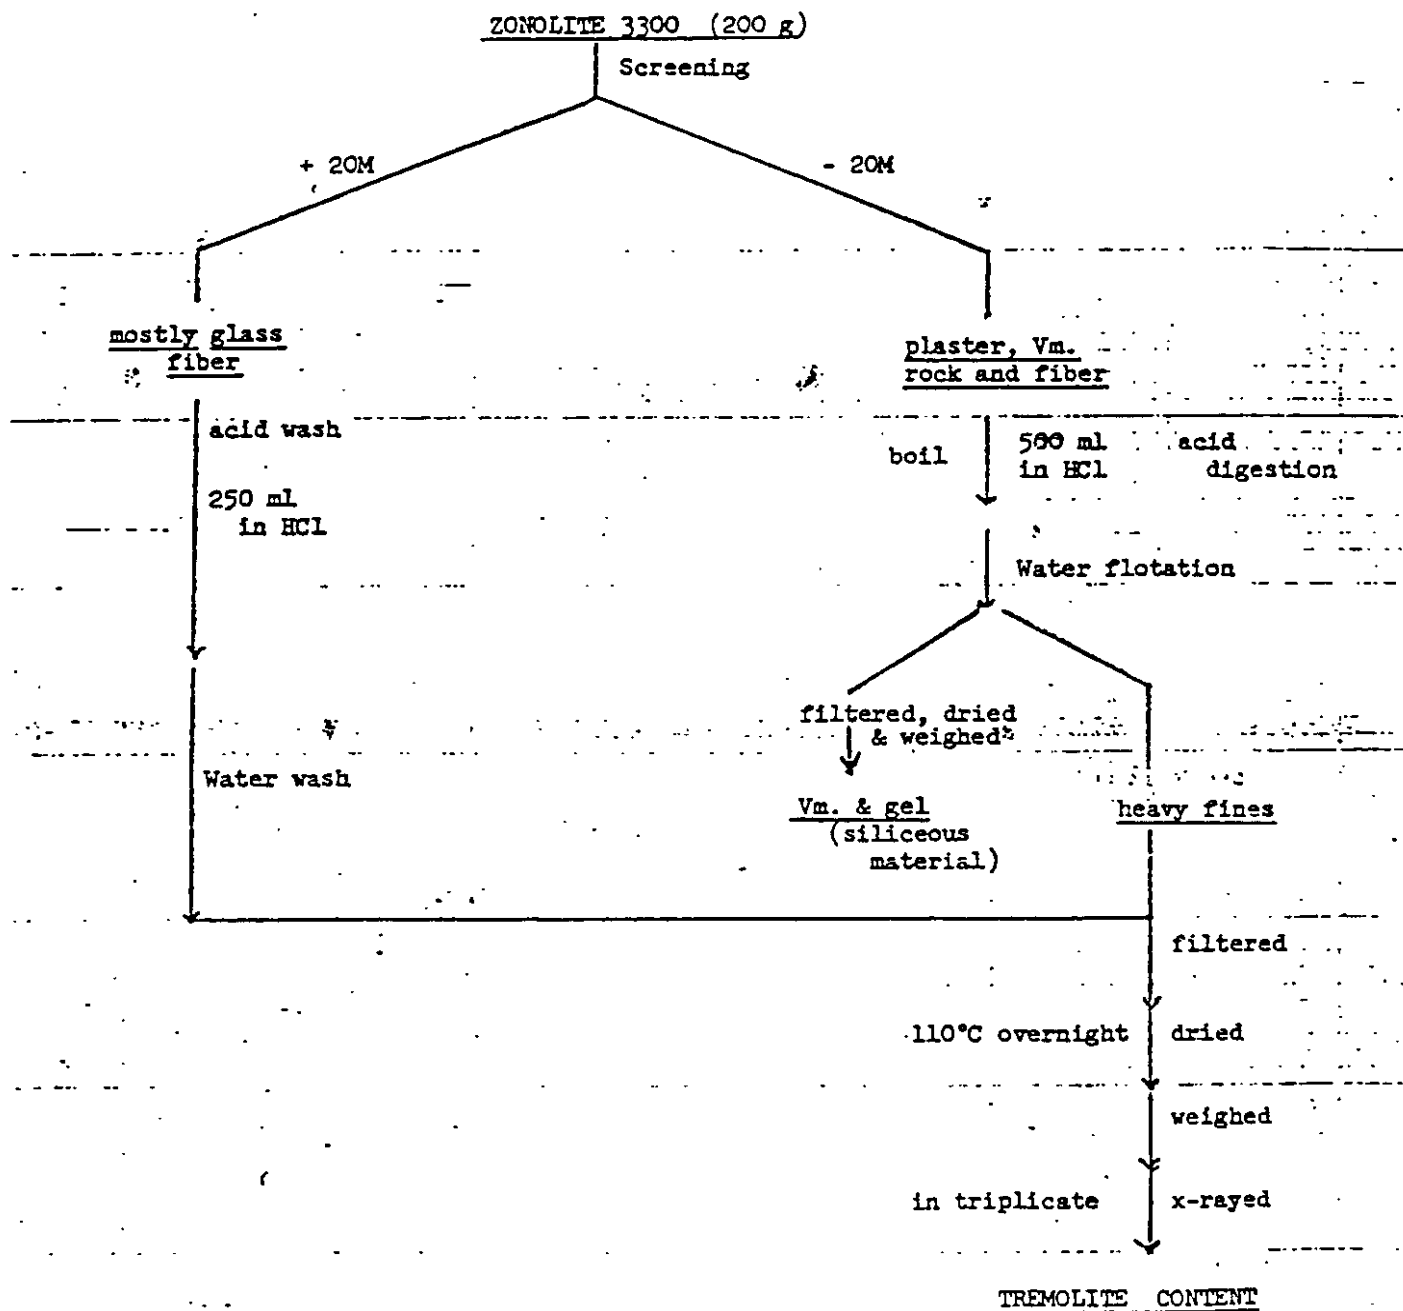 ZONOLITE 3300 (200 g)
Screening
+ 20M
- 20M
mostly glass
fiber
plaster, Vm.
rock and fiber
acid wash
250 ml
in HCl
boil
500 ml
in HCl
acid
digestion
Water flotation
filtered, dried
& weighed
Water wash
Vm. & gel
(siliceous
material)
heavy fines
filtered
110°C overnight
dried
weighed
in triplicate
x-rayed
TREMOLITE CONTENT